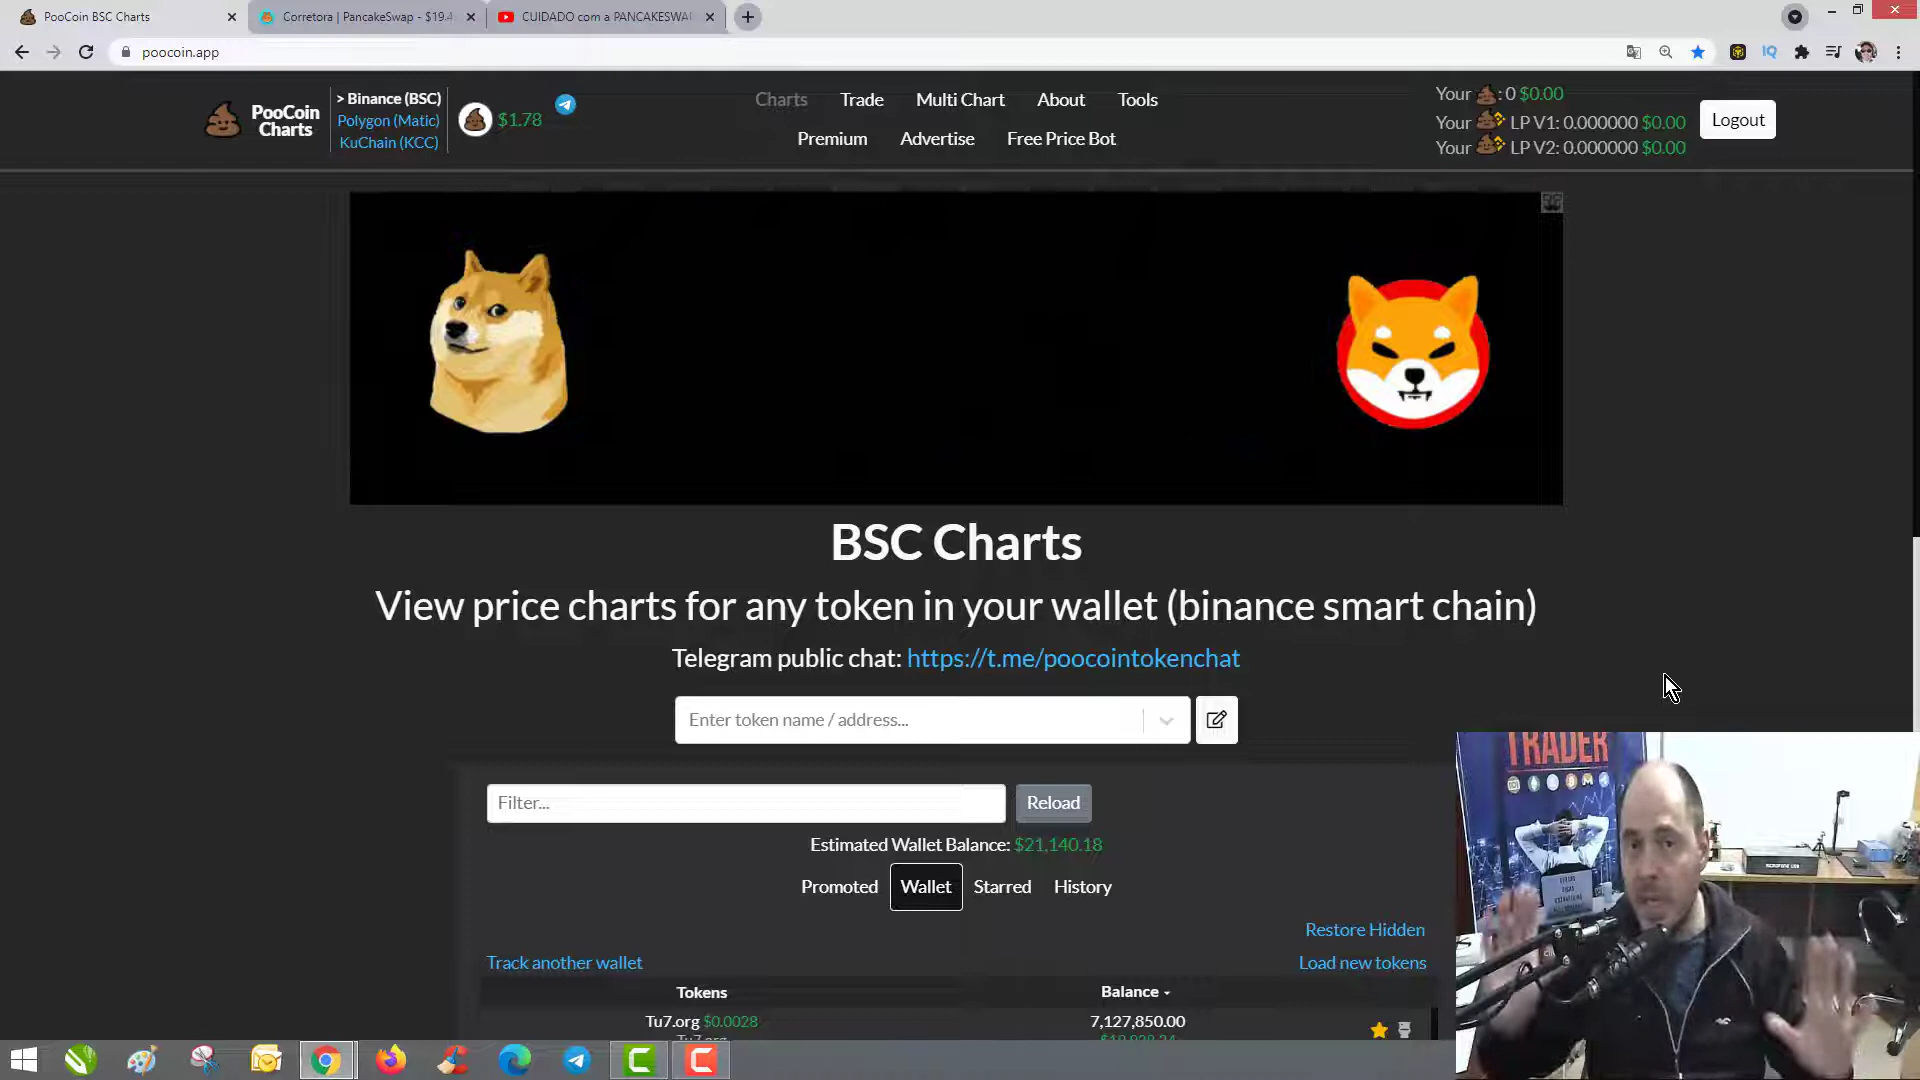 PooCoin BSC Charts
Corretora | PancakeSwap - $19.4
CUIDADO com a PANCAKESWA
poocoin.app
PooCoin
Charts
> Binance (BSC)
Polygon (Matic)
KuChain (KCC)
$1.78
Charts
Trade
Multi Chart
About
Tools
Premium
Advertise
Free Price Bot
Your : 0 $0.00
Your LP V1: 0.000000 $0.00
Your LP V2: 0.000000 $0.00
Logout
BSC Charts
View price charts for any token in your wallet (binance smart chain)
Telegram public chat: https://t.me/poocointokenchat
Enter token name / address...
Filter...
Reload
Estimated Wallet Balance: $21,140.18
Promoted
Wallet
Starred
History
Restore Hidden
Track another wallet
Load new tokens
Tokens
Balance
Tu7.org $0.0028
7,127,850.00
Tu7.org
TRADER